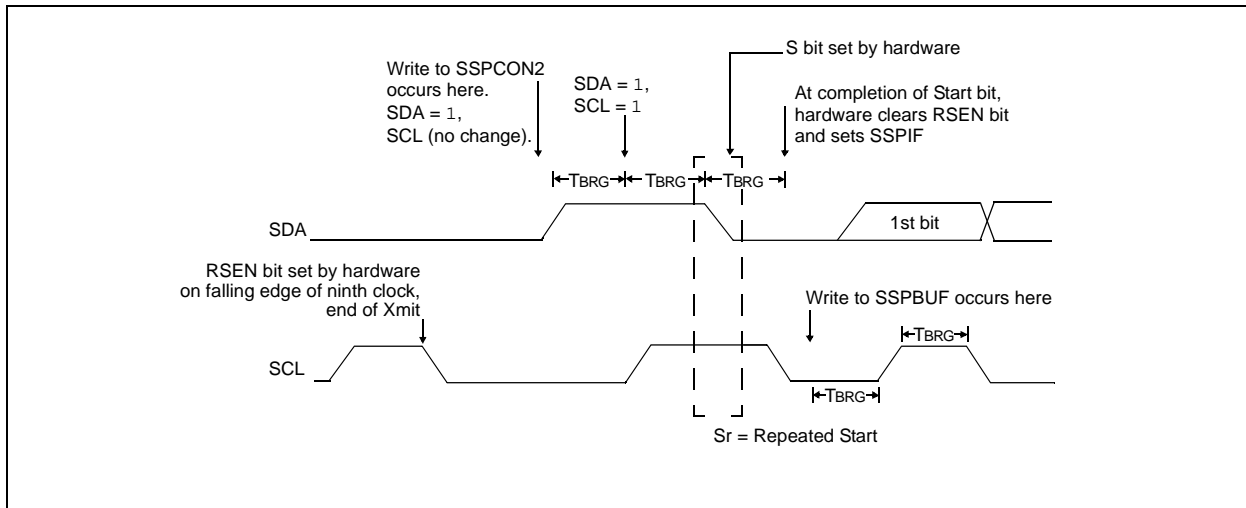 S bit set by hardware
Write to SSPCON2
occurs here.
SDA = 1,
SCL (no change).
SDA = 1,
SCL = 1
At completion of Start bit,
hardware clears RSEN bit
and sets SSPIF
TBRG
TBRG
TBRG
SDA
1st bit
RSEN bit set by hardware
on falling edge of ninth clock,
end of Xmit
Write to SSPBUF occurs here
TBRG
SCL
TBRG
Sr = Repeated Start